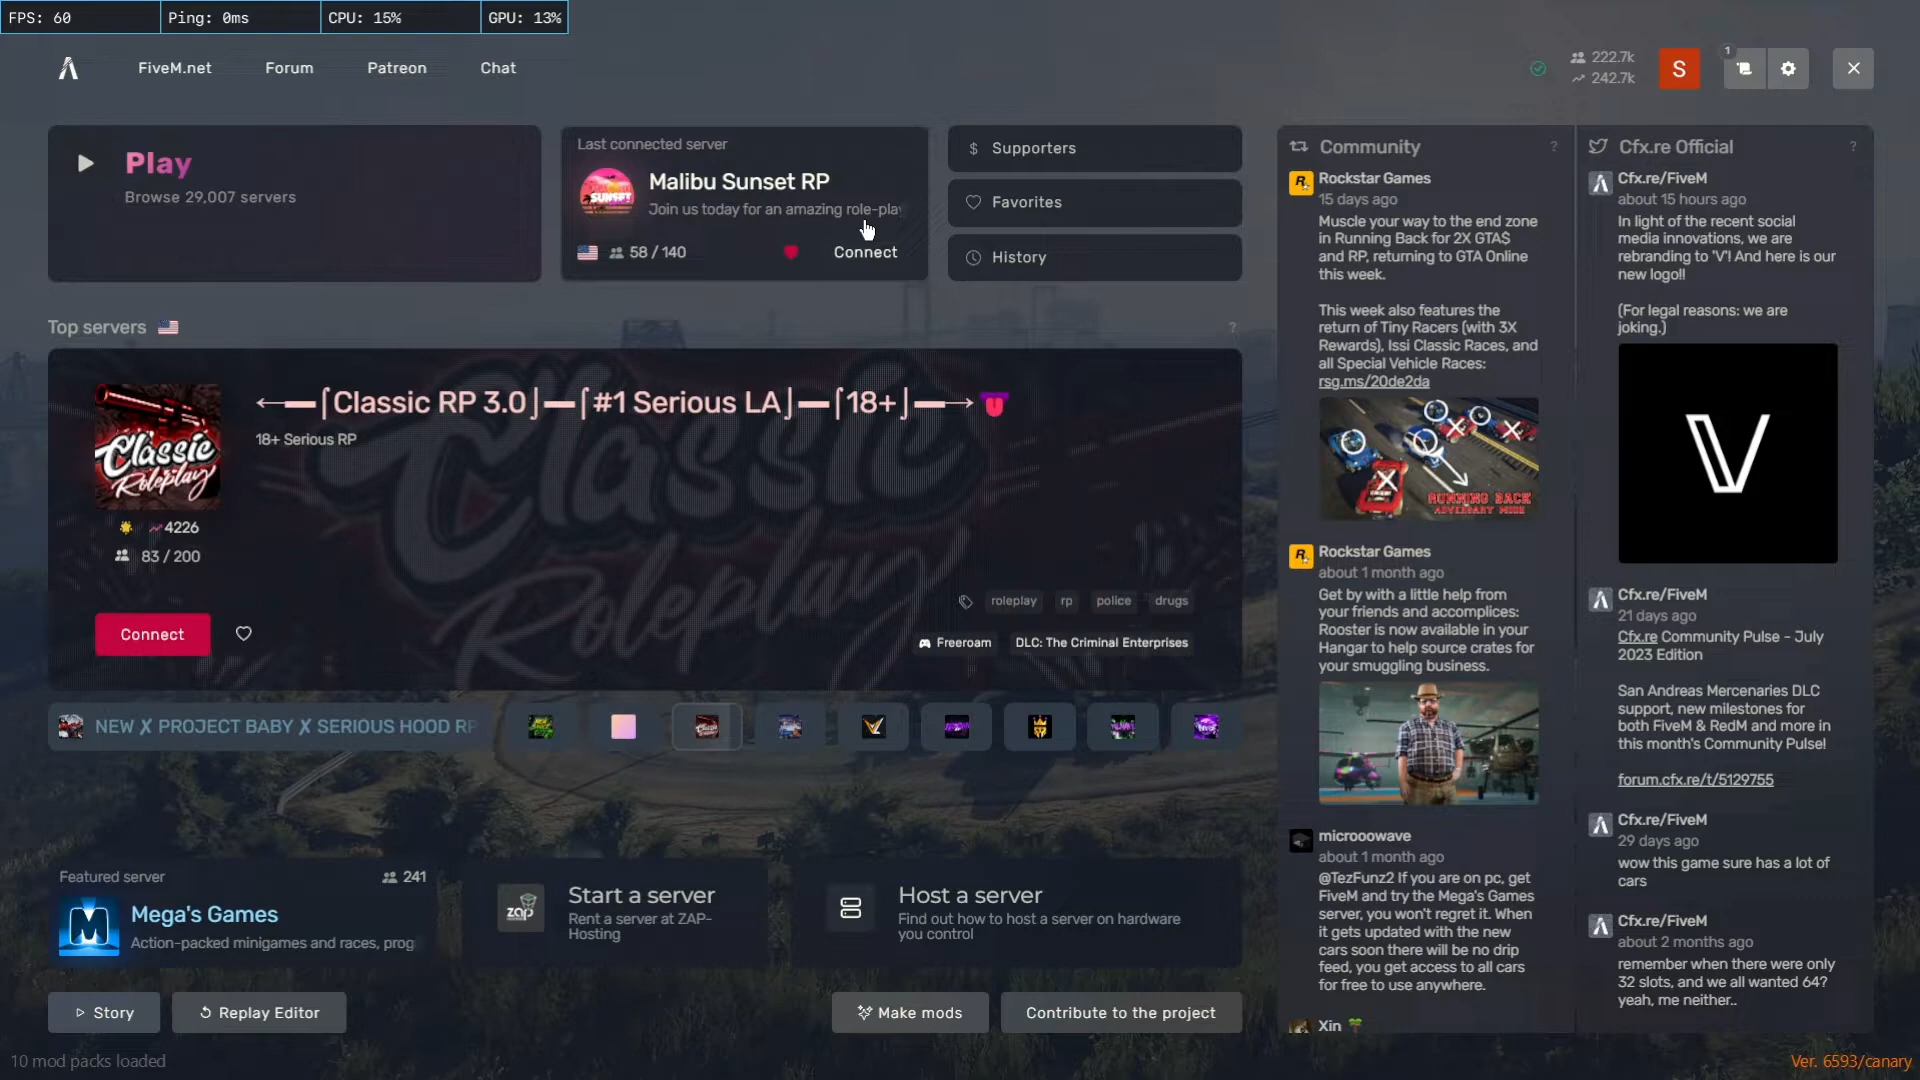 FPS: 60
Ping: 0ms
CPU: 15%
GPU: 13%
FiveM.net
Forum
Patreon
Chat
222.7k
242.7k
S
1
Play
Browse 29,007 servers
Last connected server
SUNSET
Malibu Sunset RP
Join us today for an amazing role-pla
58 / 140
Connect
$ Supporters
Favorites
History
Top servers
?
Classic
Roleplay
←—⌈Classic RP 3.0⌋—⌈#1 Serious LA⌋—⌈18+⌋—→
18+ Serious RP
4226
83 / 200
Connect
roleplay
rp
police
drugs
Freeroam
DLC: The Criminal Enterprises
NEW ✗ PROJECT BABY ✗ SERIOUS HOOD RP
Featured server
241
Mega's Games
Action-packed minigames and races, prog
zap
Start a server
Rent a server at ZAP-
Hosting
Host a server
Find out how to host a server on hardware
you control
Story
Replay Editor
Make mods
Contribute to the project
10 mod packs loaded
Community
?
Rockstar Games
15 days ago
Muscle your way to the end zone
in Running Back for 2X GTA$
and RP, returning to GTA Online
this week.
This week also features the
return of Tiny Racers (with 3X
Rewards), Issi Classic Races, and
all Special Vehicle Races:
rsg.ms/20de2da
RUNNING BACK
ADVERSARY MODE
Rockstar Games
about 1 month ago
Get by with a little help from
your friends and accomplices:
Rooster is now available in your
Hangar to help source crates for
your smuggling business.
microoowave
about 1 month ago
@TezFunz2 If you are on pc, get
FiveM and try the Mega's Games
server, you won't regret it. When
it gets updated with the new
cars soon there will be no drip
feed, you get access to all cars
for free to use anywhere.
Xin
Cfx.re Official
?
Cfx.re/FiveM
about 15 hours ago
In light of the recent social
media innovations, we are
rebranding to 'V'! And here is our
new logo!!
(For legal reasons: we are
joking.)
V
Cfx.re/FiveM
21 days ago
Cfx.re Community Pulse - July
2023 Edition
San Andreas Mercenaries DLC
support, new milestones for
both FiveM & RedM and more in
this month's Community Pulse!
forum.cfx.re/t/5129755
Cfx.re/FiveM
29 days ago
wow this game sure has a lot of
cars
Cfx.re/FiveM
about 2 months ago
remember when there were only
32 slots, and we all wanted 64?
yeah, me neither..
Ver. 6593/canary